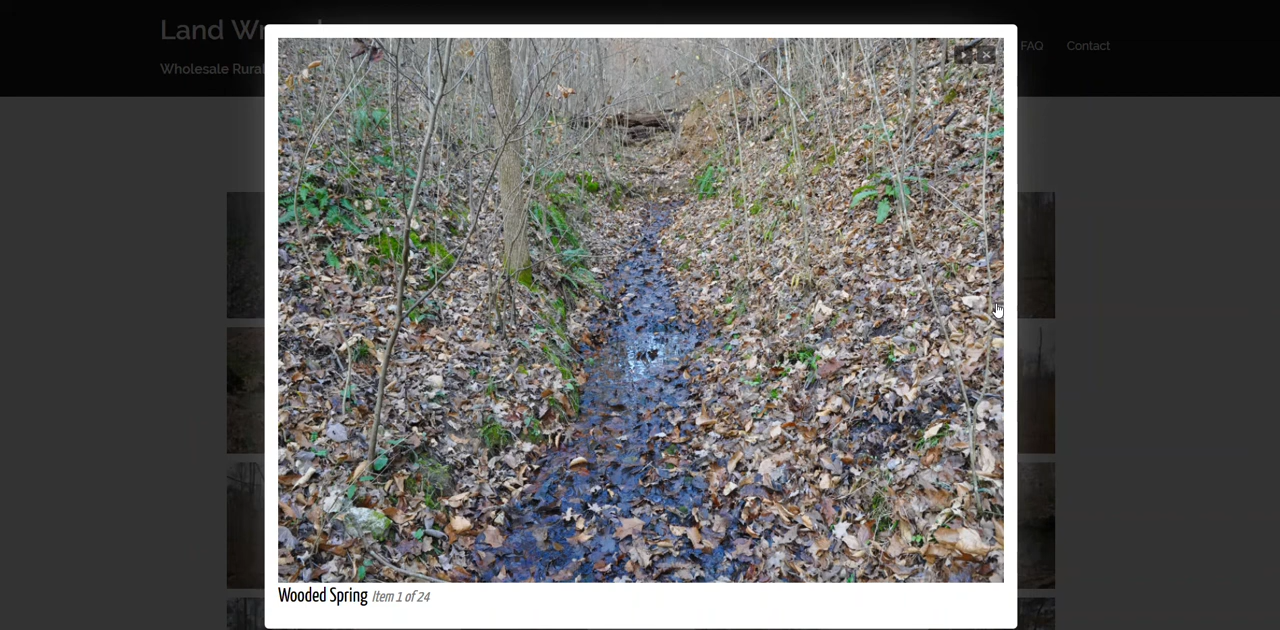 Land Wr
Wholesale Rural
FAQ
Contact
Wooded Spring Item 1 of 24